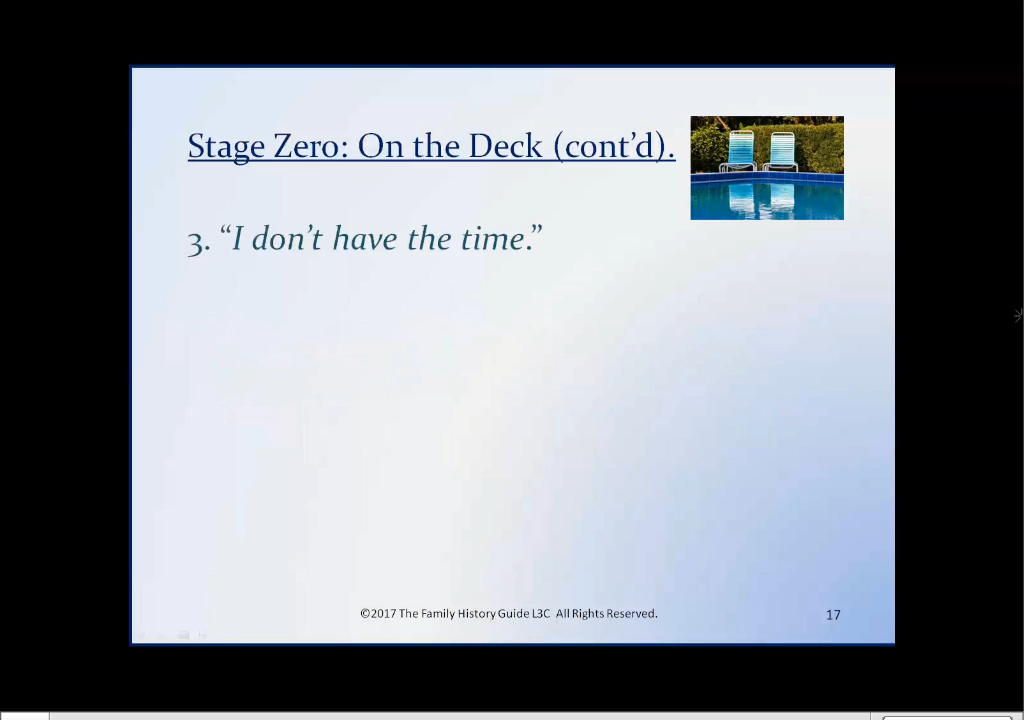 Stage Zero: On the Deck (cont’d).
3. “I don’t have the time.”
©2017 The Family History Guide L3C All Rights Reserved.
17